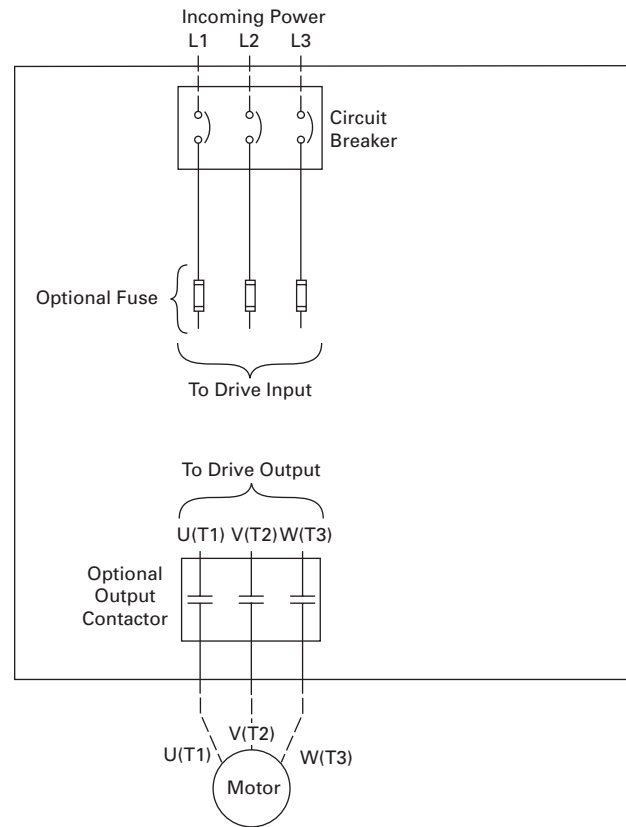 Incoming Power
L1 L2 L3
Circuit
Breaker
Optional Fuse
To Drive Input
To Drive Output
U(T1) V(T2) W(T3)
Optional
Output
Contactor
V(T2)
U(T1) W(T3)
Motor